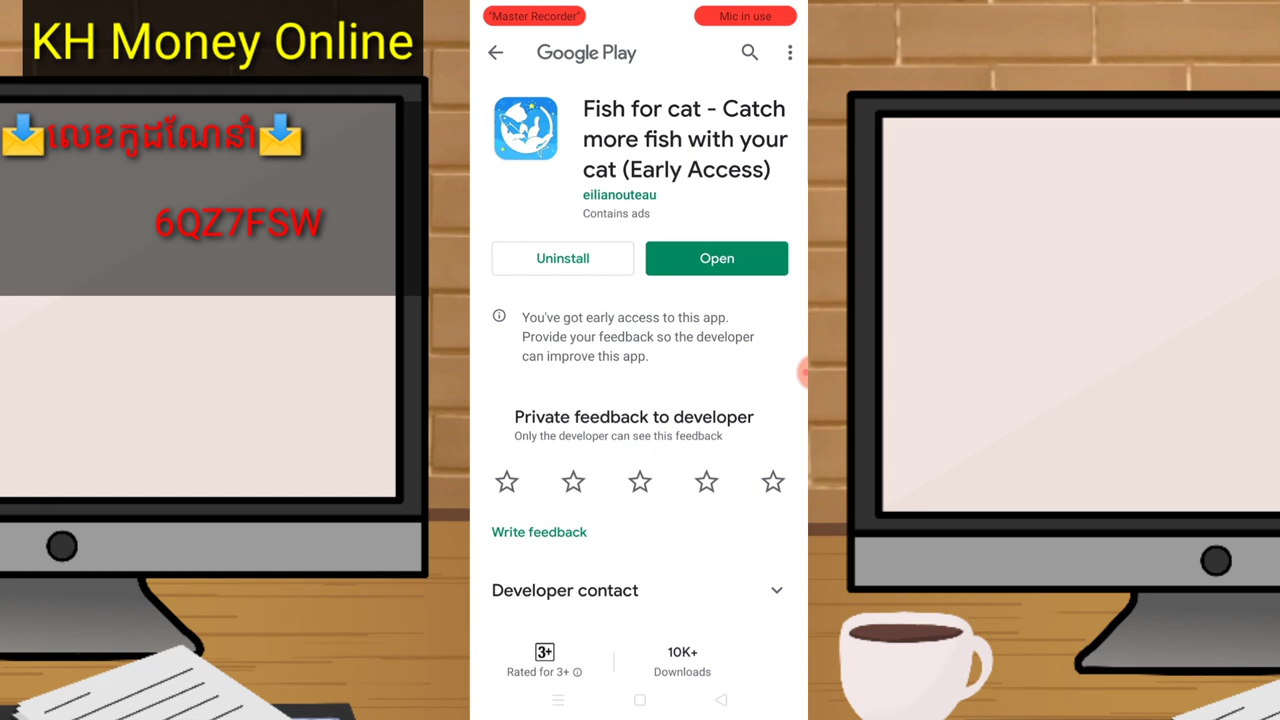 KH Money Online
📩លេខកូដណែនាំ📩
6QZ7FSW
"Master Recorder"
Mic in use
Google Play
Fish for cat - Catch
more fish with your
cat (Early Access)
eilianouteau
Contains ads
Uninstall
Open
You've got early access to this app.
Provide your feedback so the developer
can improve this app.
Private feedback to developer
Only the developer can see this feedback
Write feedback
Developer contact
3+
Rated for 3+
10K+
Downloads